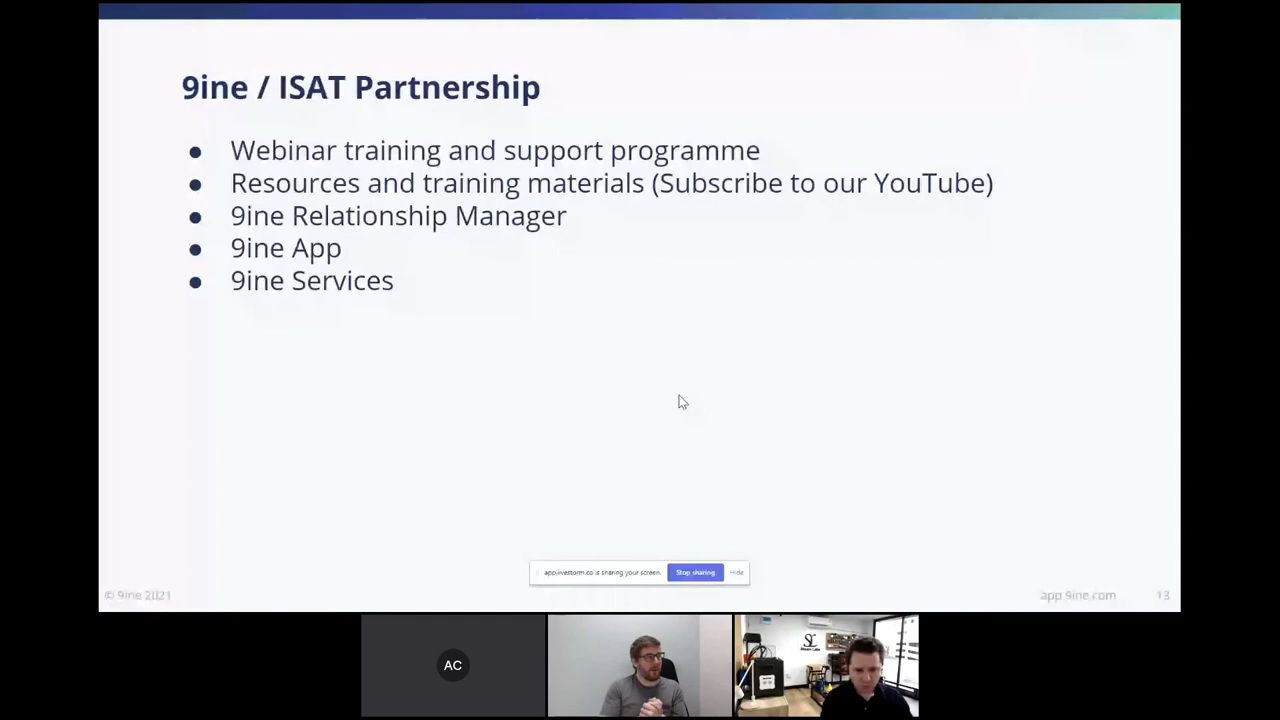 9ine / ISAT Partnership
● Webinar training and support programme
● Resources and training materials (Subscribe to our YouTube)
● 9ine Relationship Manager
● 9ine App
● 9ine Services
app.livestorm.co is sharing your screen. Stop sharing Hide
© 9ine 2021 app.9ine.com 13
AC